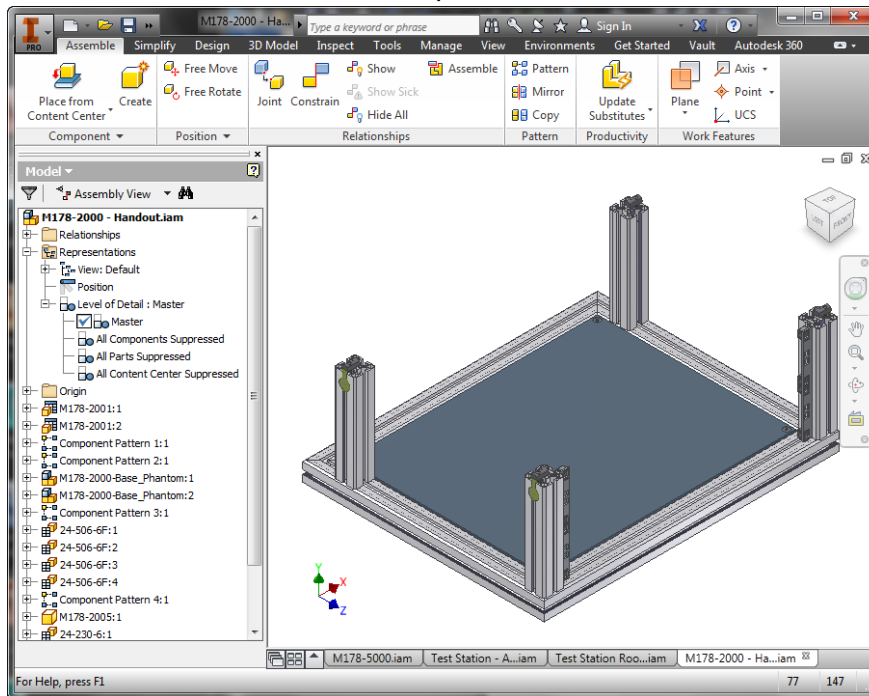 M178-2000 - Ha... Type a keyword or phrase Sign In
PRO Assemble Simplify Design 3D Model Inspect Tools Manage View Environments Get Started Vault Autodesk 360
Free Move Show Assemble Pattern Axis
Free Rotate Show Sick Mirror Point
Place from Content Center Create Joint Constrain Hide All Copy Update Substitutes Plane UCS
Component Position Relationships Pattern Productivity Work Features
Model
Assembly View
M178-2000 - Handout.iam
Relationships
Representations
View: Default
Position
Level of Detail : Master
Master
All Components Suppressed
All Parts Suppressed
All Content Center Suppressed
Origin
M178-2001:1
M178-2001:2
Component Pattern 1:1
Component Pattern 2:1
M178-2000-Base_Phantom:1
M178-2000-Base_Phantom:2
Component Pattern 3:1
24-506-6F:1
24-506-6F:2
24-506-6F:3
24-506-6F:4
Component Pattern 4:1
M178-2005:1
24-230-6:1
TOP
LEFT FRONT
Y
X
Z
M178-5000.iam Test Station - A...iam Test Station Roo...iam M178-2000 - Ha...iam
For Help, press F1 77 147